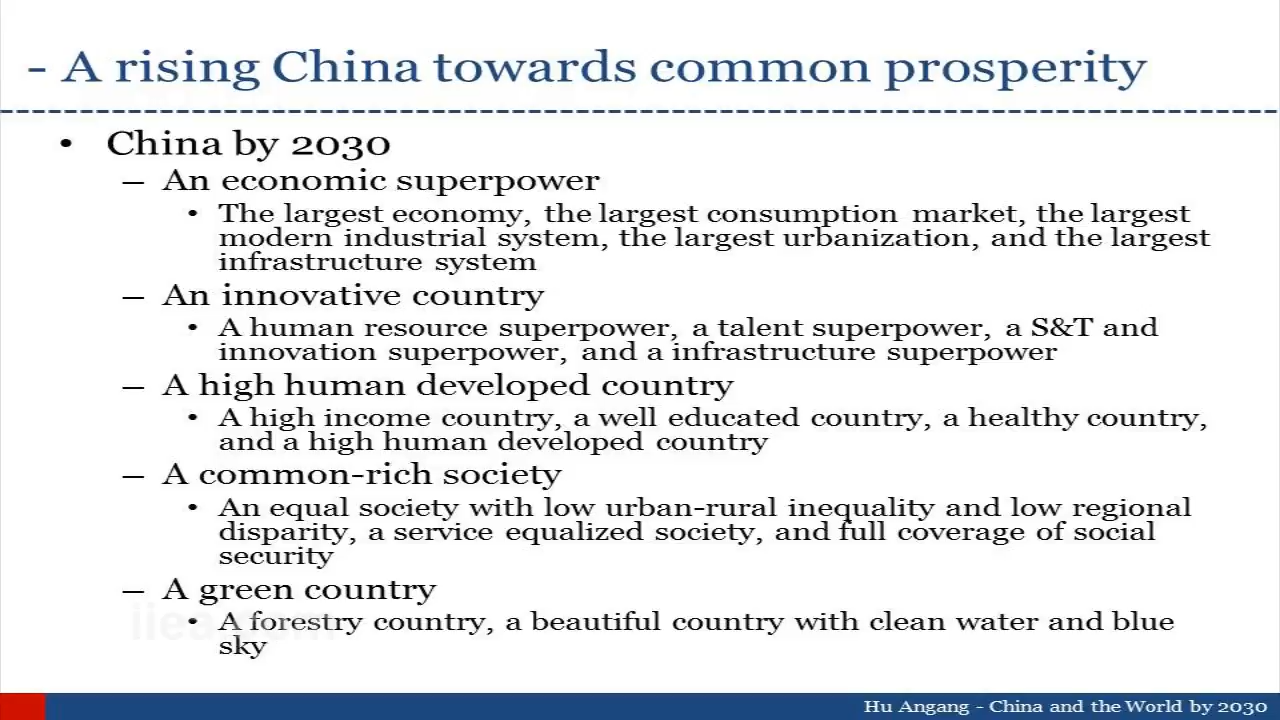 - A rising China towards common prosperity
• China by 2030
– An economic superpower
• The largest economy, the largest consumption market, the largest
modern industrial system, the largest urbanization, and the largest
infrastructure system
– An innovative country
• A human resource superpower, a talent superpower, a S&T and
innovation superpower, and a infrastructure superpower
– A high human developed country
• A high income country, a well educated country, a healthy country,
and a high human developed country
– A common-rich society
• An equal society with low urban-rural inequality and low regional
disparity, a service equalized society, and full coverage of social
security
– A green country
iiea.com
• A forestry country, a beautiful country with clean water and blue
sky
Hu Angang - China and the World by 2030